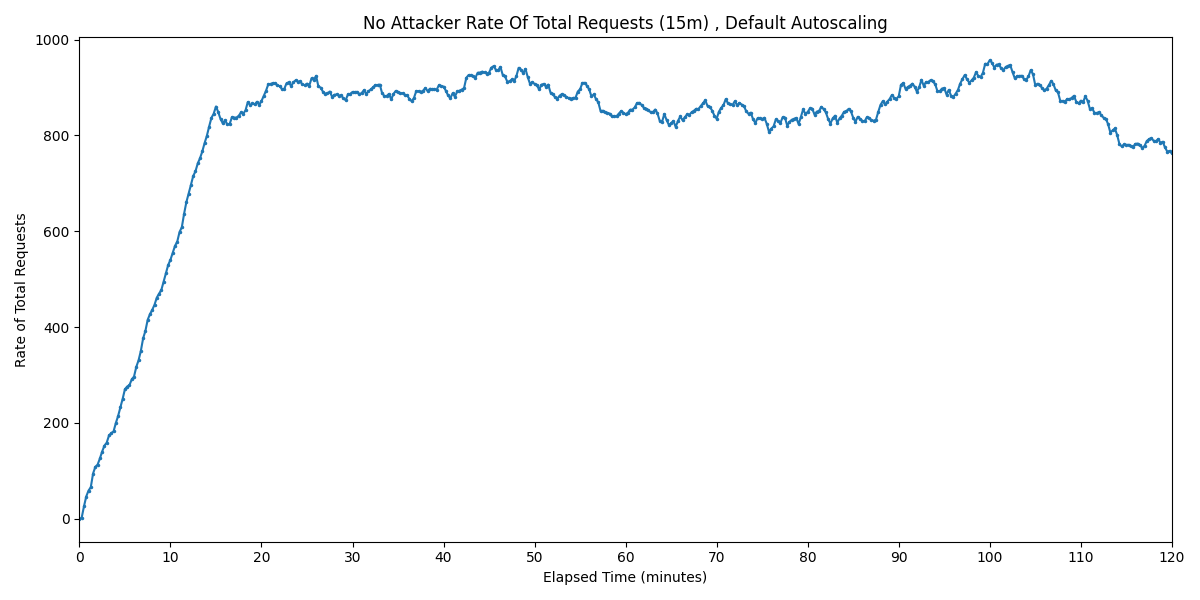 No Attacker Rate Of Total Requests (15m) , Default Autoscaling
Rate of Total Requests
1000
800
600
400
200
0
0 10 20 30 40 50 60 70 80 90 100 110 120
Elapsed Time (minutes)